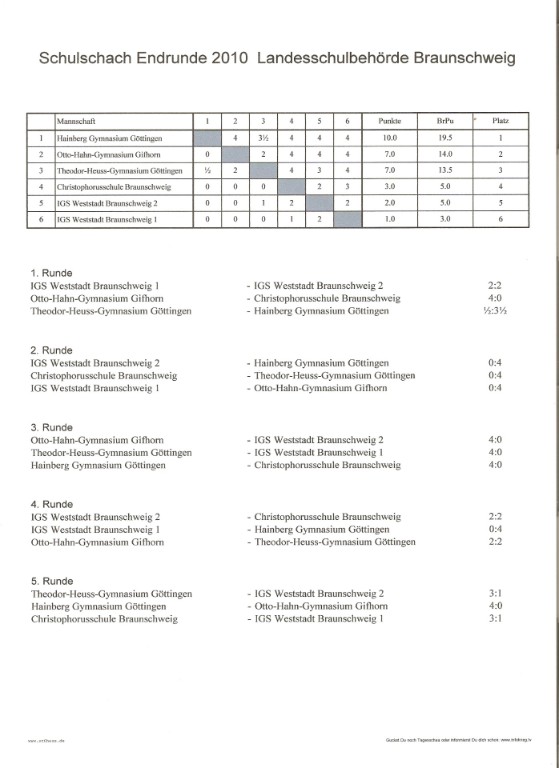 Schulschach Endrunde 2010 Landesschulbehörde Braunschweig
Mannschaft 1 2 3 4 5 6 Punkte BrPu Platz
1 Hainberg Gymnasium Göttingen 4 3½ 4 4 4 10.0 19.5 1
2 Otto-Hahn-Gymnasium Gifhorn 0 2 4 4 4 7.0 14.0 2
3 Theodor-Heuss-Gymnasium Göttingen ½ 2 4 3 4 7.0 13.5 3
4 Christophorusschule Braunschweig 0 0 0 2 3 3.0 5.0 4
5 IGS Weststadt Braunschweig 2 0 0 1 2 2 2.0 5.0 5
6 IGS Weststadt Braunschweig 1 0 0 0 1 2 1.0 3.0 6
1. Runde
IGS Weststadt Braunschweig 1 - IGS Weststadt Braunschweig 2 2:2
Otto-Hahn-Gymnasium Gifhorn - Christophorusschule Braunschweig 4:0
Theodor-Heuss-Gymnasium Göttingen - Hainberg Gymnasium Göttingen ½:3½
2. Runde
IGS Weststadt Braunschweig 2 - Hainberg Gymnasium Göttingen 0:4
Christophorusschule Braunschweig - Theodor-Heuss-Gymnasium Göttingen 0:4
IGS Weststadt Braunschweig 1 - Otto-Hahn-Gymnasium Gifhorn 0:4
3. Runde
Otto-Hahn-Gymnasium Gifhorn - IGS Weststadt Braunschweig 2 4:0
Theodor-Heuss-Gymnasium Göttingen - IGS Weststadt Braunschweig 1 4:0
Hainberg Gymnasium Göttingen - Christophorusschule Braunschweig 4:0
4. Runde
IGS Weststadt Braunschweig 2 - Christophorusschule Braunschweig 2:2
IGS Weststadt Braunschweig 1 - Hainberg Gymnasium Göttingen 0:4
Otto-Hahn-Gymnasium Gifhorn - Theodor-Heuss-Gymnasium Göttingen 2:2
5. Runde
Theodor-Heuss-Gymnasium Göttingen - IGS Weststadt Braunschweig 2 3:1
Hainberg Gymnasium Göttingen - Otto-Hahn-Gymnasium Gifhorn 4:0
Christophorusschule Braunschweig - IGS Weststadt Braunschweig 1 3:1
Guckst Du noch Tagesschau oder informierst Du dich schon.